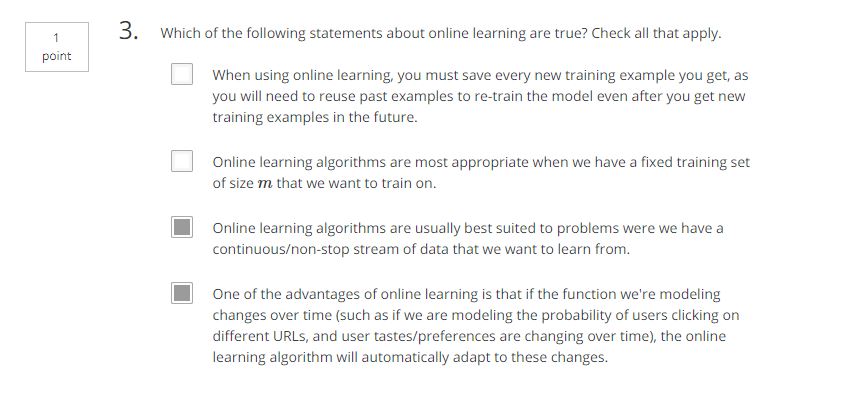 1
point
3. Which of the following statements about online learning are true? Check all that apply.
When using online learning, you must save every new training example you get, as
you will need to reuse past examples to re-train the model even after you get new
training examples in the future.
Online learning algorithms are most appropriate when we have a fixed training set
of size m that we want to train on.
Online learning algorithms are usually best suited to problems were we have a
continuous/non-stop stream of data that we want to learn from.
One of the advantages of online learning is that if the function we're modeling
changes over time (such as if we are modeling the probability of users clicking on
different URLs, and user tastes/preferences are changing over time), the online
learning algorithm will automatically adapt to these changes.